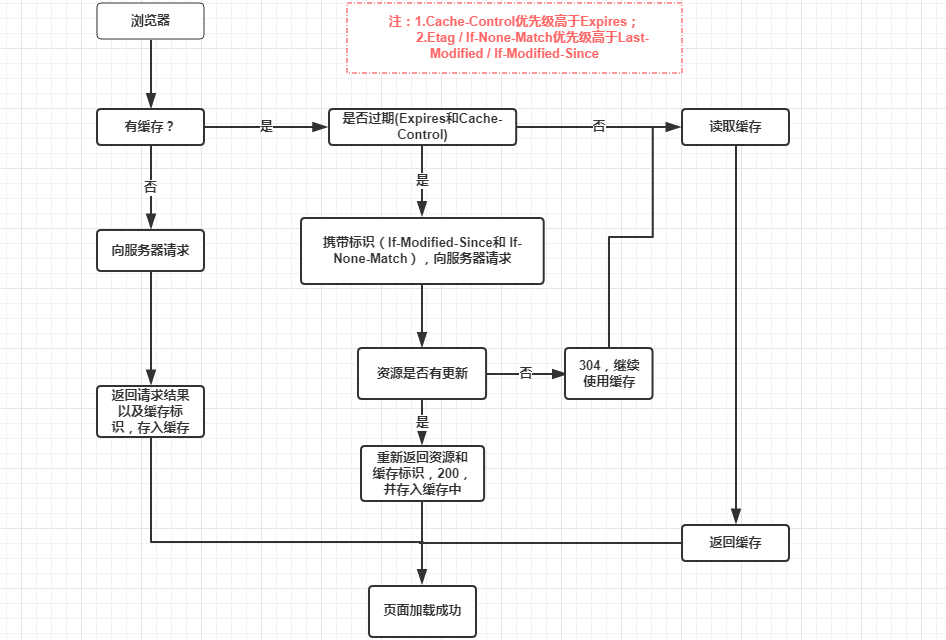 浏览器
注：1.Cache-Control优先级高于Expires；
2.Etag / If-None-Match优先级高于Last-
Modified / If-Modified-Since
有缓存？
是
是否过期(Expires和Cache-
Control)
否
读取缓存
否
是
向服务器请求
携带标识（If-Modified-Since和 If-
None-Match），向服务器请求
资源是否有更新
否
304，继续
使用缓存
返回请求结果
以及缓存标
识，存入缓存
是
重新返回资源和
缓存标识，200，
并存入缓存中
返回缓存
页面加载成功